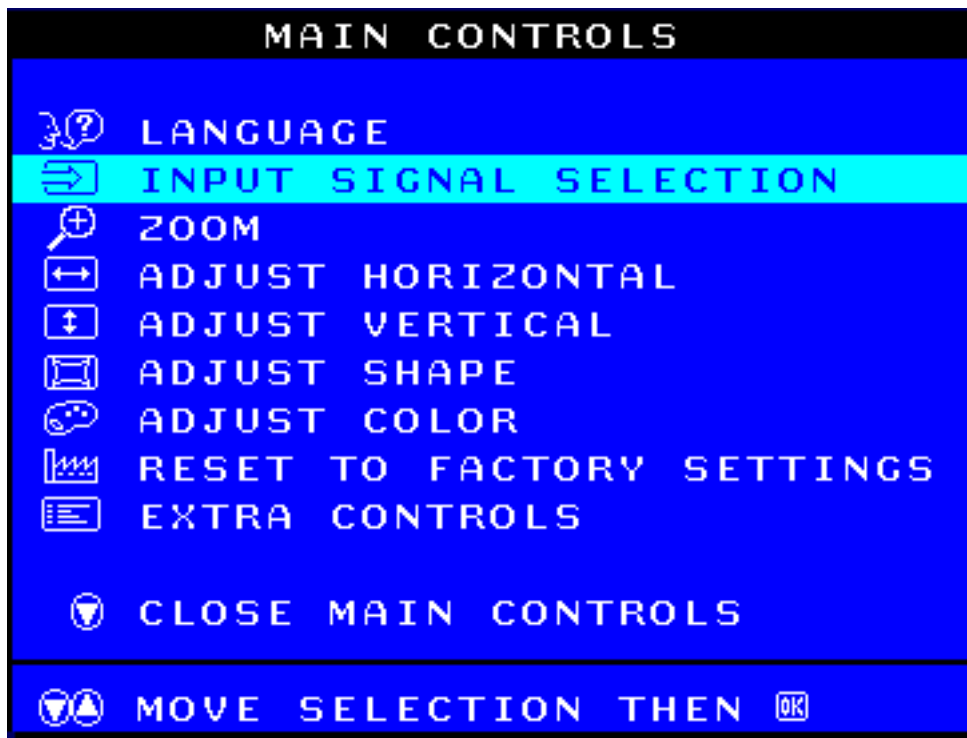 MAIN CONTROLS
LANGUAGE
INPUT SIGNAL SELECTION
ZOOM
ADJUST HORIZONTAL
ADJUST VERTICAL
ADJUST SHAPE
ADJUST COLOR
RESET TO FACTORY SETTINGS
EXTRA CONTROLS
CLOSE MAIN CONTROLS
MOVE SELECTION THEN OK